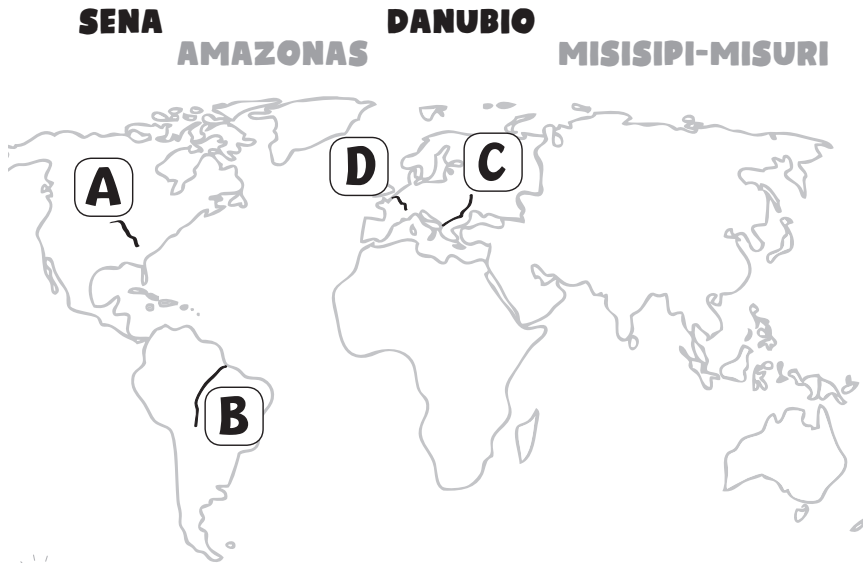 SENA DANUBIO
AMAZONAS MISISIPI-MISURI
D C
A
B